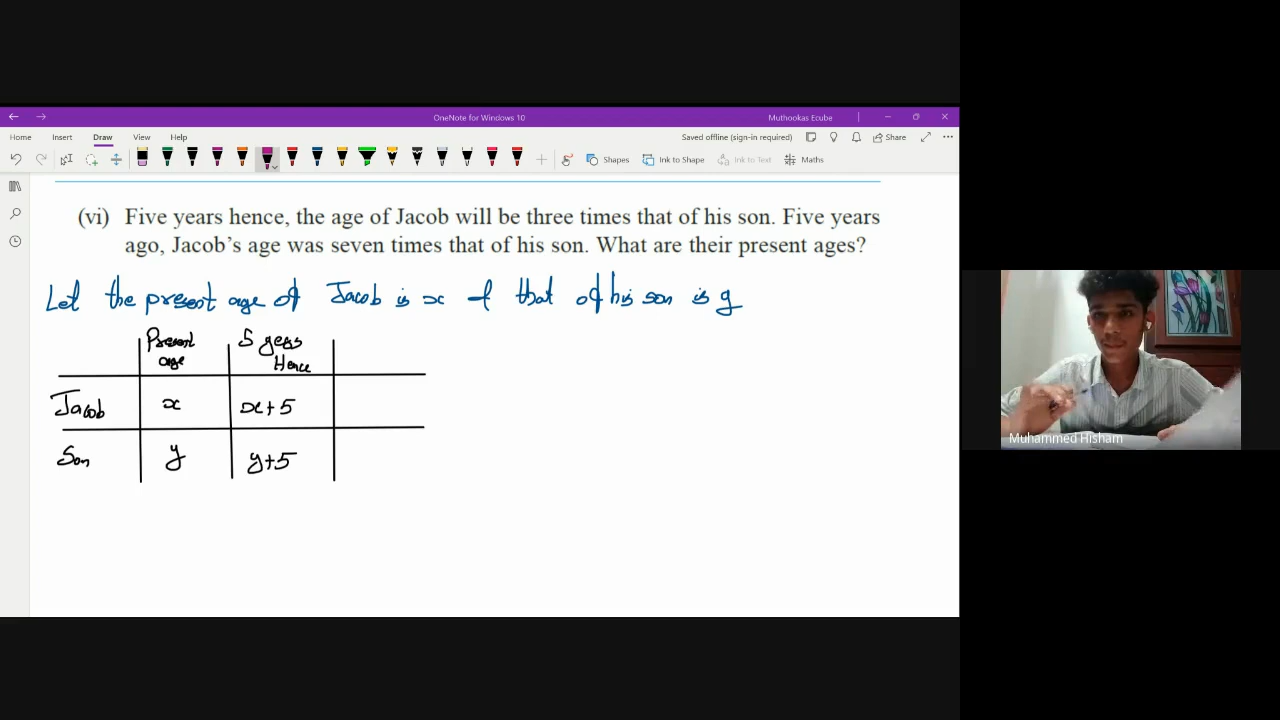 OneNote for Windows 10
Muthookas Ecube
Home Insert Draw View Help
Saved offline (sign-in required)
Share
Shapes
Ink to Shape
Ink to Text
Maths
(vi) Five years hence, the age of Jacob will be three times that of his son. Five years
ago, Jacob's age was seven times that of his son. What are their present ages?
Let the present age of Jacob is x & that of his son is y
Present age
5 years Hence
Jacob x x+5
Son y y+5
Muhammed Hisham